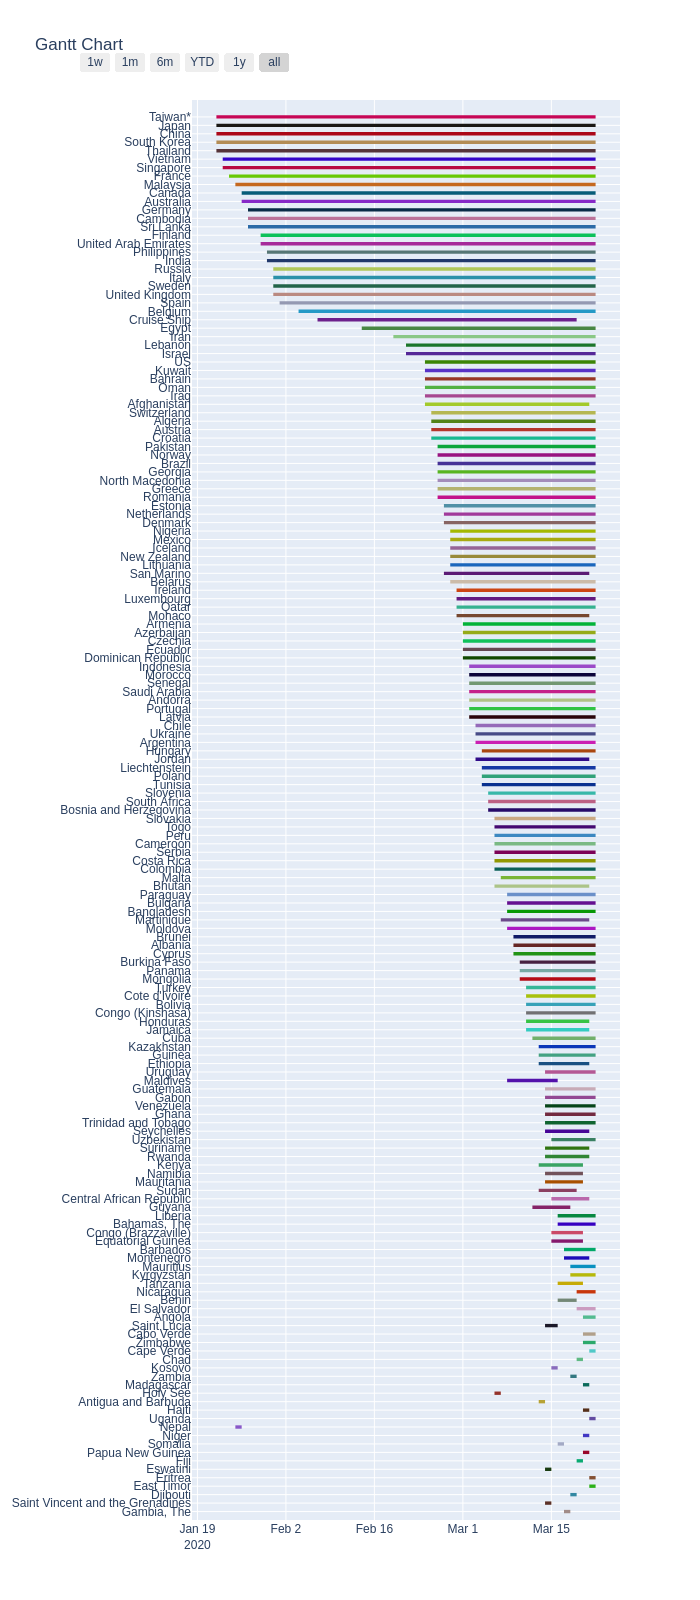 Gantt Chart
1w 1m 6m YTD 1y all
Taiwan*
Japan
China
South Korea
Thailand
Vietnam
Singapore
France
Malaysia
Canada
Australia
Germany
Cambodia
Sri Lanka
Finland
United Arab Emirates
Philippines
India
Russia
Italy
Sweden
United Kingdom
Spain
Belgium
Cruise Ship
Egypt
Iran
Lebanon
Israel
US
Kuwait
Bahrain
Oman
Iraq
Afghanistan
Switzerland
Algeria
Austria
Croatia
Pakistan
Norway
Brazil
Georgia
North Macedonia
Greece
Romania
Estonia
Netherlands
Denmark
Nigeria
Mexico
Iceland
New Zealand
Lithuania
San Marino
Belarus
Ireland
Luxembourg
Qatar
Monaco
Armenia
Azerbaijan
Czechia
Ecuador
Dominican Republic
Indonesia
Morocco
Senegal
Saudi Arabia
Andorra
Portugal
Latvia
Chile
Ukraine
Argentina
Hungary
Jordan
Liechtenstein
Poland
Tunisia
Slovenia
South Africa
Bosnia and Herzegovina
Slovakia
Togo
Peru
Cameroon
Serbia
Costa Rica
Colombia
Malta
Bhutan
Paraguay
Bulgaria
Bangladesh
Martinique
Moldova
Brunei
Albania
Cyprus
Burkina Faso
Panama
Mongolia
Turkey
Cote d'Ivoire
Bolivia
Congo (Kinshasa)
Honduras
Jamaica
Cuba
Kazakhstan
Guinea
Ethiopia
Uruguay
Maldives
Guatemala
Gabon
Venezuela
Ghana
Trinidad and Tobago
Seychelles
Uzbekistan
Suriname
Rwanda
Kenya
Namibia
Mauritania
Sudan
Central African Republic
Guyana
Liberia
Bahamas, The
Congo (Brazzaville)
Equatorial Guinea
Barbados
Montenegro
Mauritius
Kyrgyzstan
Tanzania
Nicaragua
Benin
El Salvador
Angola
Saint Lucia
Cabo Verde
Zimbabwe
Cape Verde
Chad
Kosovo
Zambia
Madagascar
Holy See
Antigua and Barbuda
Haiti
Uganda
Nepal
Niger
Somalia
Papua New Guinea
Fiji
Eswatini
Eritrea
East Timor
Djibouti
Saint Vincent and the Grenadines
Gambia, The
Jan 19 Feb 2 Feb 16 Mar 1 Mar 15
2020